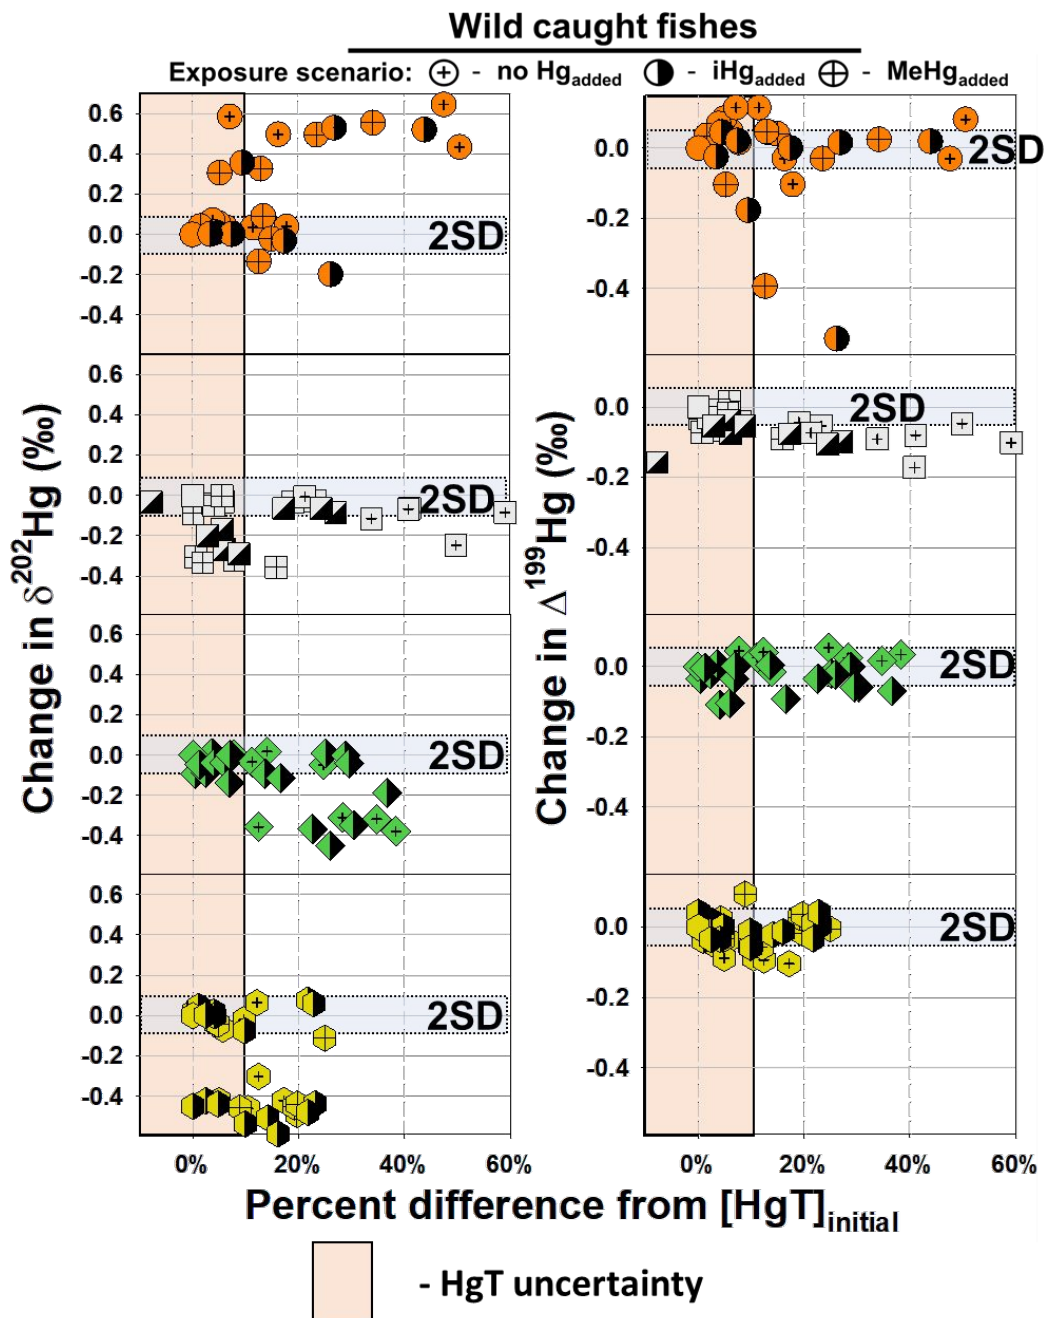 Wild caught fishes
Exposure scenario: - no Hgadded - iHgadded - MeHgadded
Change in δ202Hg (‰)
0.6
0.4
0.2
0.0
-0.2
-0.4
2SD
0.6
0.4
0.2
0.0
-0.2
-0.4
2SD
0.6
0.4
0.2
0.0
-0.2
-0.4
2SD
0.6
0.4
0.2
0.0
-0.2
-0.4
2SD
0% 20% 40% 60%
Change in Δ199Hg (‰)
0.0
-0.2
-0.4
2SD
0.0
-0.2
-0.4
2SD
0.0
-0.2
-0.4
2SD
0.0
-0.2
-0.4
2SD
0% 20% 40% 60%
Percent difference from [HgT]initial
- HgT uncertainty